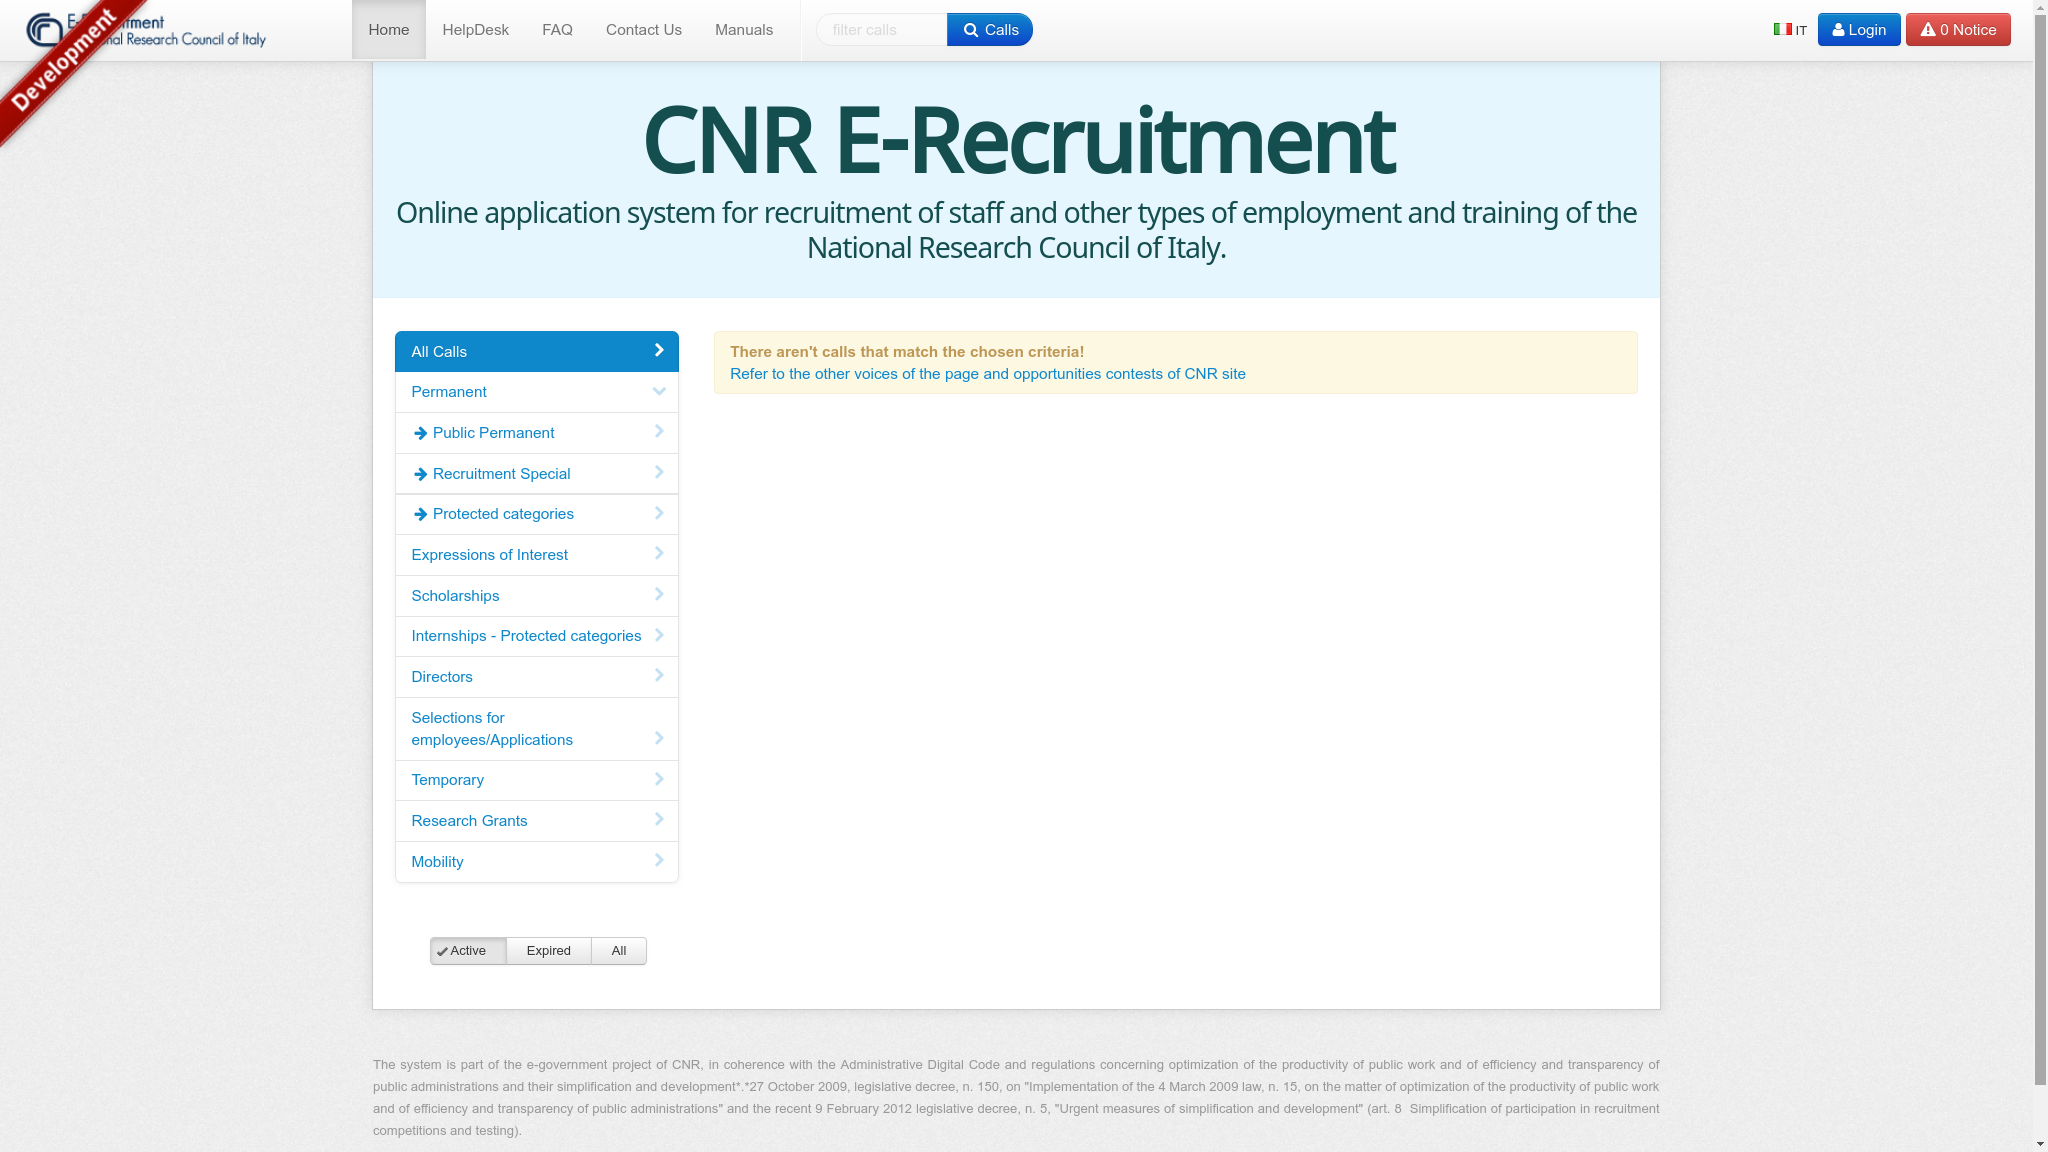 E-Recruitment
National Research Council of Italy
Development
Home
HelpDesk
FAQ
Contact Us
Manuals
filter calls
Calls
IT
Login
0 Notice
CNR E-Recruitment
Online application system for recruitment of staff and other types of employment and training of the
National Research Council of Italy.
All Calls
Permanent
Public Permanent
Recruitment Special
Protected categories
Expressions of Interest
Scholarships
Internships - Protected categories
Directors
Selections for
employees/Applications
Temporary
Research Grants
Mobility
There aren't calls that match the chosen criteria!
Refer to the other voices of the page and opportunities contests of CNR site
Active
Expired
All
The system is part of the e-government project of CNR, in coherence with the Administrative Digital Code and regulations concerning optimization of the productivity of public work and of efficiency and transparency of
public administrations and their simplification and development*.*27 October 2009, legislative decree, n. 150, on "Implementation of the 4 March 2009 law, n. 15, on the matter of optimization of the productivity of public work
and of efficiency and transparency of public administrations" and the recent 9 February 2012 legislative decree, n. 5, "Urgent measures of simplification and development" (art. 8 Simplification of participation in recruitment
competitions and testing).